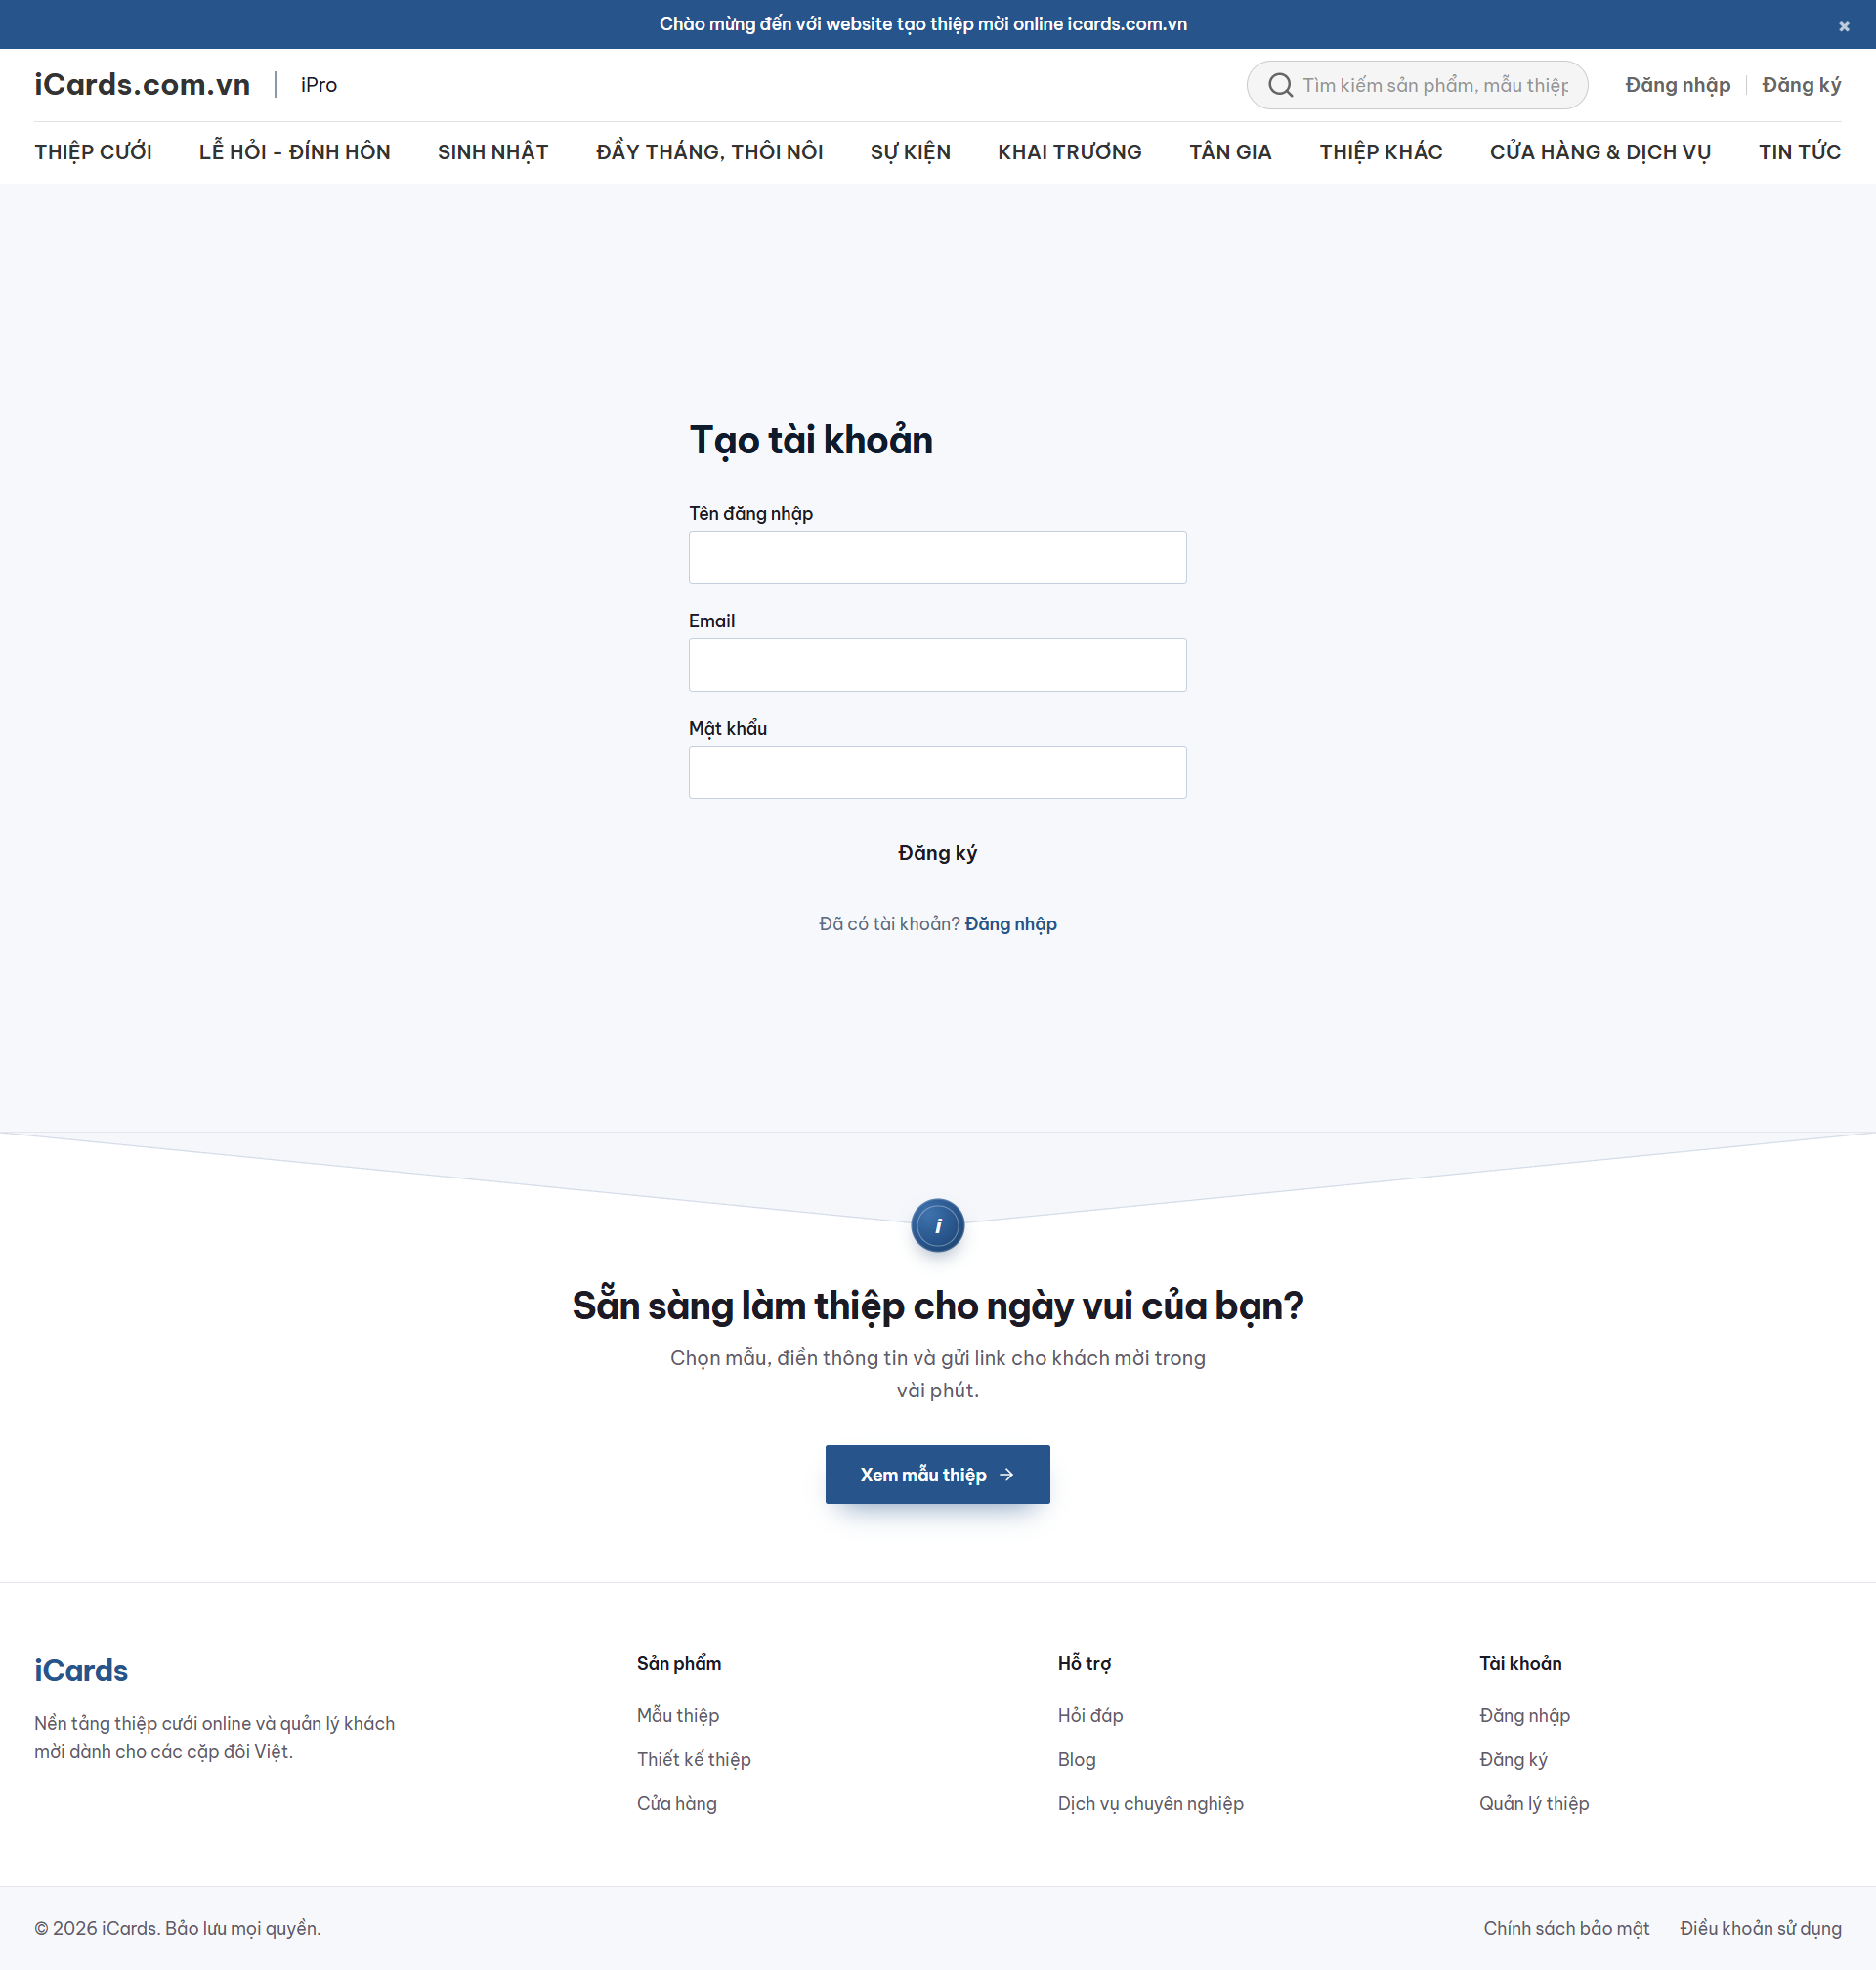 Chào mừng đến với website tạo thiệp mời online icards.com.vn
×
iCards.com.vn | iPro
Tìm kiếm sản phẩm, mẫu thiệp
Đăng nhập
Đăng ký
THIỆP CƯỚI
LỄ HỎI - ĐÍNH HÔN
SINH NHẬT
ĐẦY THÁNG, THÔI NÔI
SỰ KIỆN
KHAI TRƯƠNG
TÂN GIA
THIỆP KHÁC
CỬA HÀNG & DỊCH VỤ
TIN TỨC
Tạo tài khoản
Tên đăng nhập
Email
Mật khẩu
Đăng ký
Đã có tài khoản? Đăng nhập
i
Sẵn sàng làm thiệp cho ngày vui của bạn?
Chọn mẫu, điền thông tin và gửi link cho khách mời trong
vài phút.
Xem mẫu thiệp →
iCards
Nền tảng thiệp cưới online và quản lý khách
mời dành cho các cặp đôi Việt.
Sản phẩm
Mẫu thiệp
Thiết kế thiệp
Cửa hàng
Hỗ trợ
Hỏi đáp
Blog
Dịch vụ chuyên nghiệp
Tài khoản
Đăng nhập
Đăng ký
Quản lý thiệp
© 2026 iCards. Bảo lưu mọi quyền.
Chính sách bảo mật
Điều khoản sử dụng